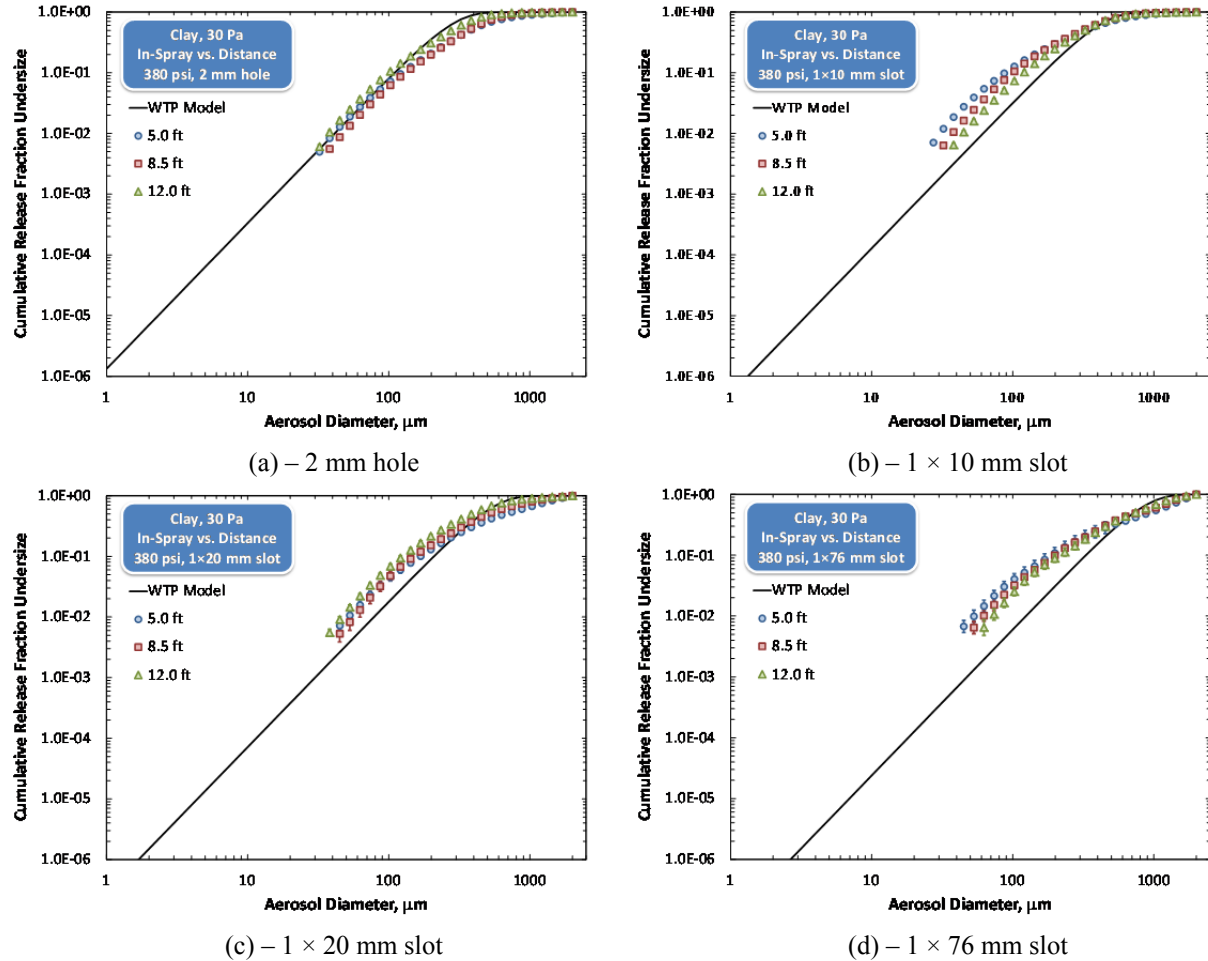 Clay, 30 Pa
In-Spray vs. Distance
380 psi, 2 mm hole
WTP Model
5.0 ft
8.5 ft
12.0 ft
Cumulative Release Fraction Undersize
1.0E+00
1.0E-01
1.0E-02
1.0E-03
1.0E-04
1.0E-05
1.0E-06
1 10 100 1000
Aerosol Diameter, µm
(a) – 2 mm hole
Clay, 30 Pa
In-Spray vs. Distance
380 psi, 1×10 mm slot
WTP Model
5.0 ft
8.5 ft
12.0 ft
Cumulative Release Fraction Undersize
1.0E+00
1.0E-01
1.0E-02
1.0E-03
1.0E-04
1.0E-05
1.0E-06
1 10 100 1000
Aerosol Diameter, µm
(b) – 1 × 10 mm slot
Clay, 30 Pa
In-Spray vs. Distance
380 psi, 1×20 mm slot
WTP Model
5.0 ft
8.5 ft
12.0 ft
Cumulative Release Fraction Undersize
1.0E+00
1.0E-01
1.0E-02
1.0E-03
1.0E-04
1.0E-05
1.0E-06
1 10 100 1000
Aerosol Diameter, µm
(c) – 1 × 20 mm slot
Clay, 30 Pa
In-Spray vs. Distance
380 psi, 1×76 mm slot
WTP Model
5.0 ft
8.5 ft
12.0 ft
Cumulative Release Fraction Undersize
1.0E+00
1.0E-01
1.0E-02
1.0E-03
1.0E-04
1.0E-05
1.0E-06
1 10 100 1000
Aerosol Diameter, µm
(d) – 1 × 76 mm slot